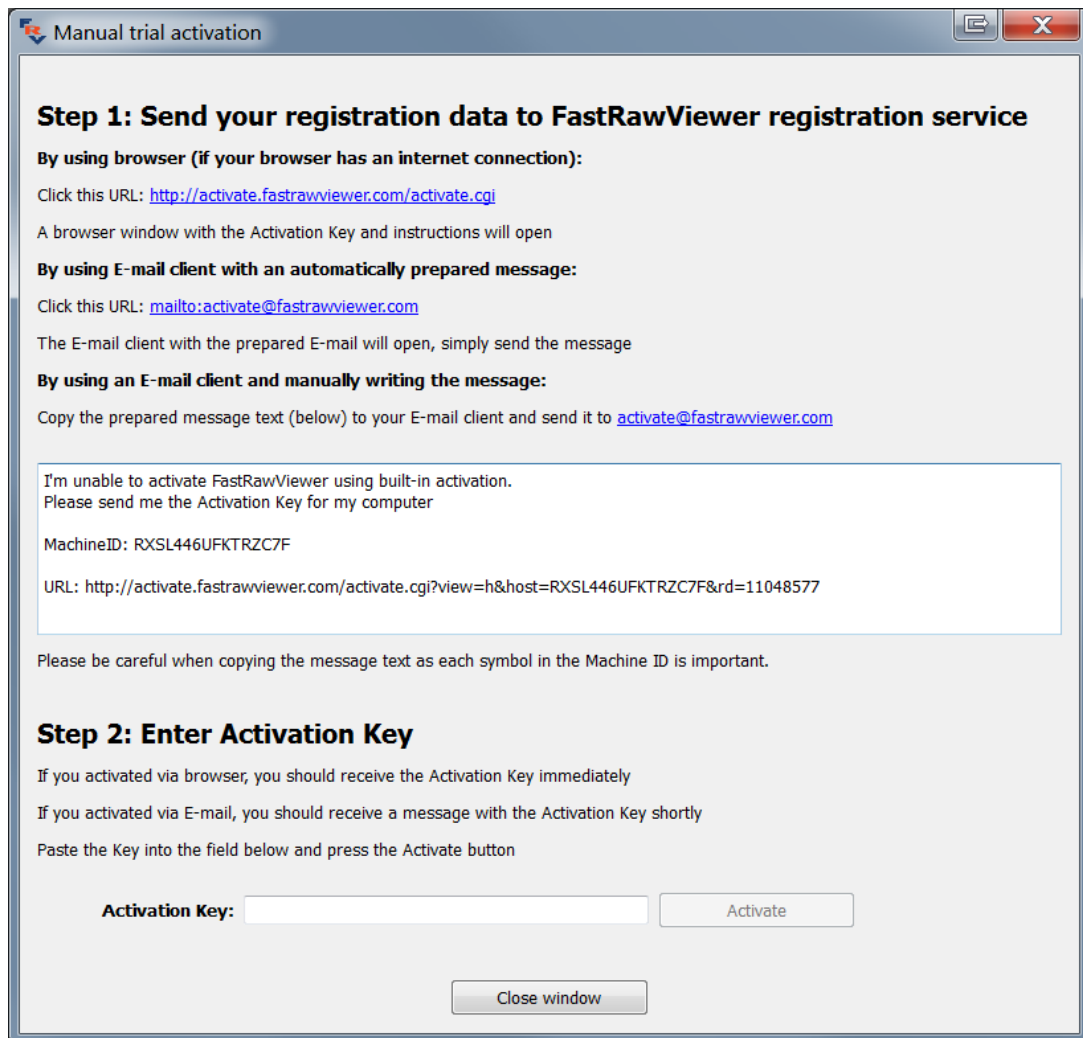 Manual trial activation
Step 1: Send your registration data to FastRawViewer registration service
By using browser (if your browser has an internet connection):
Click this URL: http://activate.fastrawviewer.com/activate.cgi
A browser window with the Activation Key and instructions will open
By using E-mail client with an automatically prepared message:
Click this URL: mailto:activate@fastrawviewer.com
The E-mail client with the prepared E-mail will open, simply send the message
By using an E-mail client and manually writing the message:
Copy the prepared message text (below) to your E-mail client and send it to activate@fastrawviewer.com
I'm unable to activate FastRawViewer using built-in activation.
Please send me the Activation Key for my computer
MachineID: RXSL446UFKTRZC7F
URL: http://activate.fastrawviewer.com/activate.cgi?view=h&host=RXSL446UFKTRZC7F&rd=11048577
Please be careful when copying the message text as each symbol in the Machine ID is important.
Step 2: Enter Activation Key
If you activated via browser, you should receive the Activation Key immediately
If you activated via E-mail, you should receive a message with the Activation Key shortly
Paste the Key into the field below and press the Activate button
Activation Key:
Activate
Close window